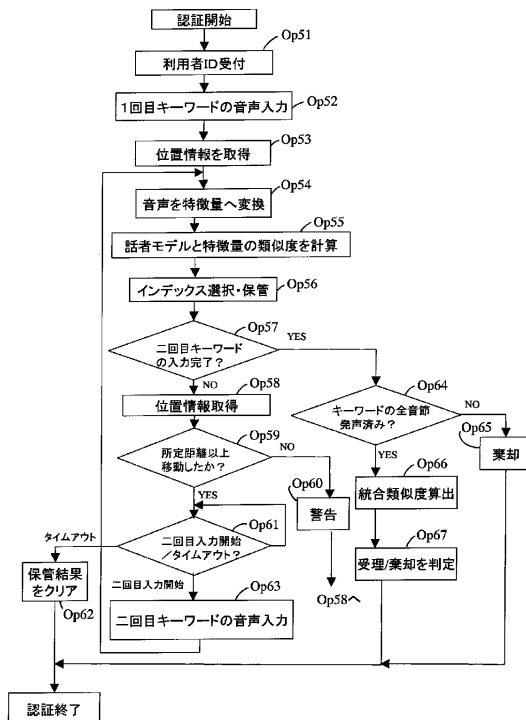 認証開始
Op51
利用者ID受付
Op52
1回目キーワードの音声入力
Op53
位置情報を取得
Op54
音声を特徴量へ変換
Op55
話者モデルと特徴量の類似度を計算
Op56
インデックス選択・保管
Op57
二回目キーワード
の入力完了?
YES
NO
Op58
位置情報取得
Op64
キーワードの全音節
発声済み?
NO
Op65
棄却
YES
Op59
所定距離以上
移動したか?
NO
Op60
警告
Op58へ
YES
Op66
統合類似度算出
Op67
受理/棄却を判定
Op61
二回目入力開始
/タイムアウト?
タイムアウト
保管結果
をクリア
Op62
二回目入力開始
Op63
二回目キーワードの音声入力
認証終了